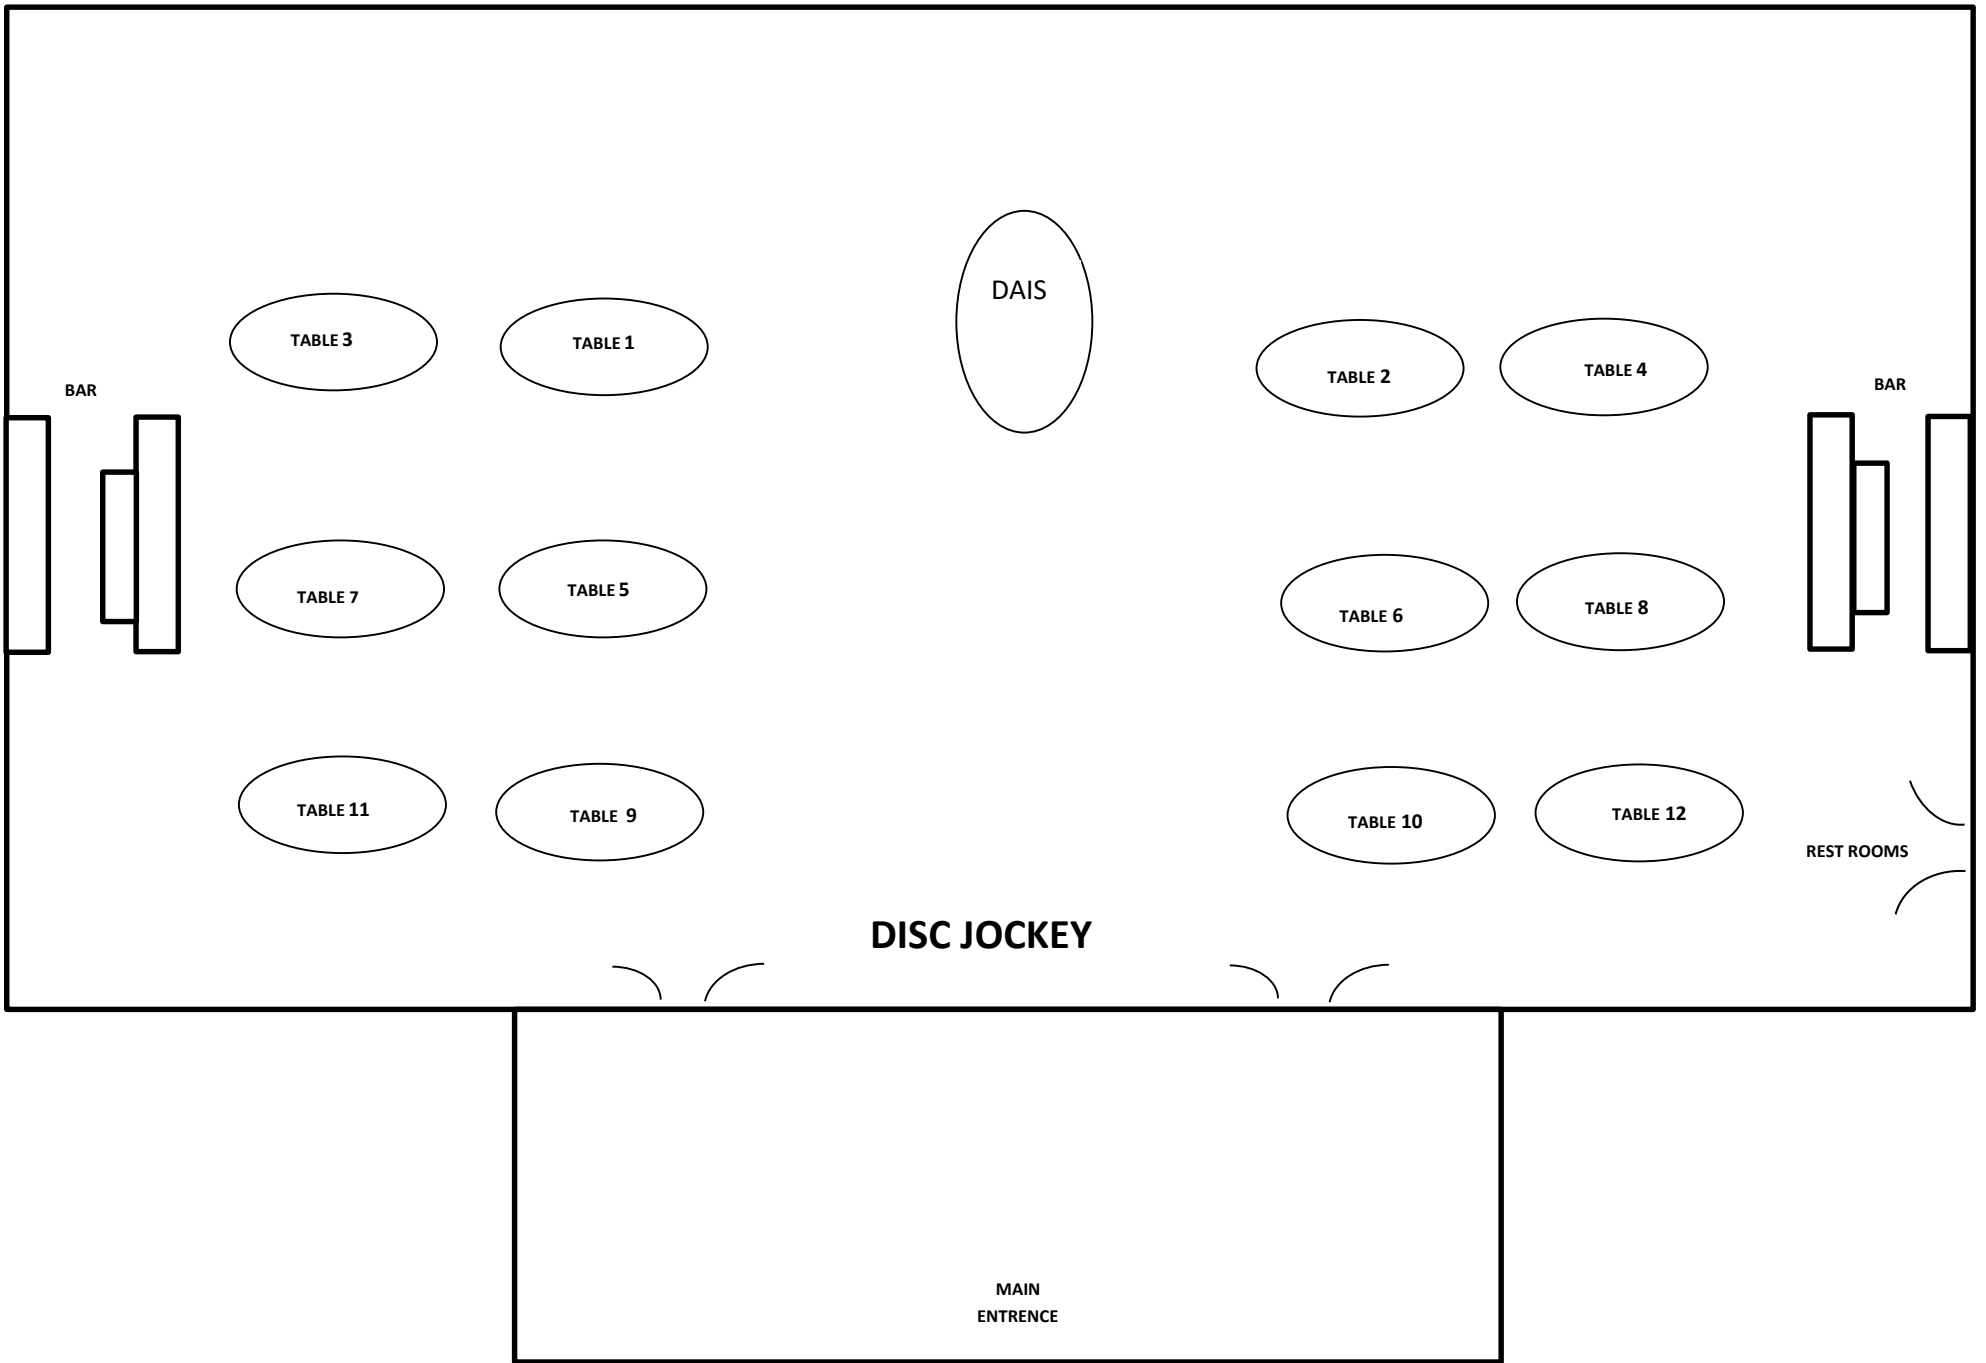 DAIS
TABLE 3
TABLE 1
TABLE 2
TABLE 4
BAR
BAR
TABLE 7
TABLE 5
TABLE 6
TABLE 8
TABLE 11
TABLE 9
TABLE 10
TABLE 12
REST ROOMS
DISC JOCKEY
MAIN
ENTRENCE